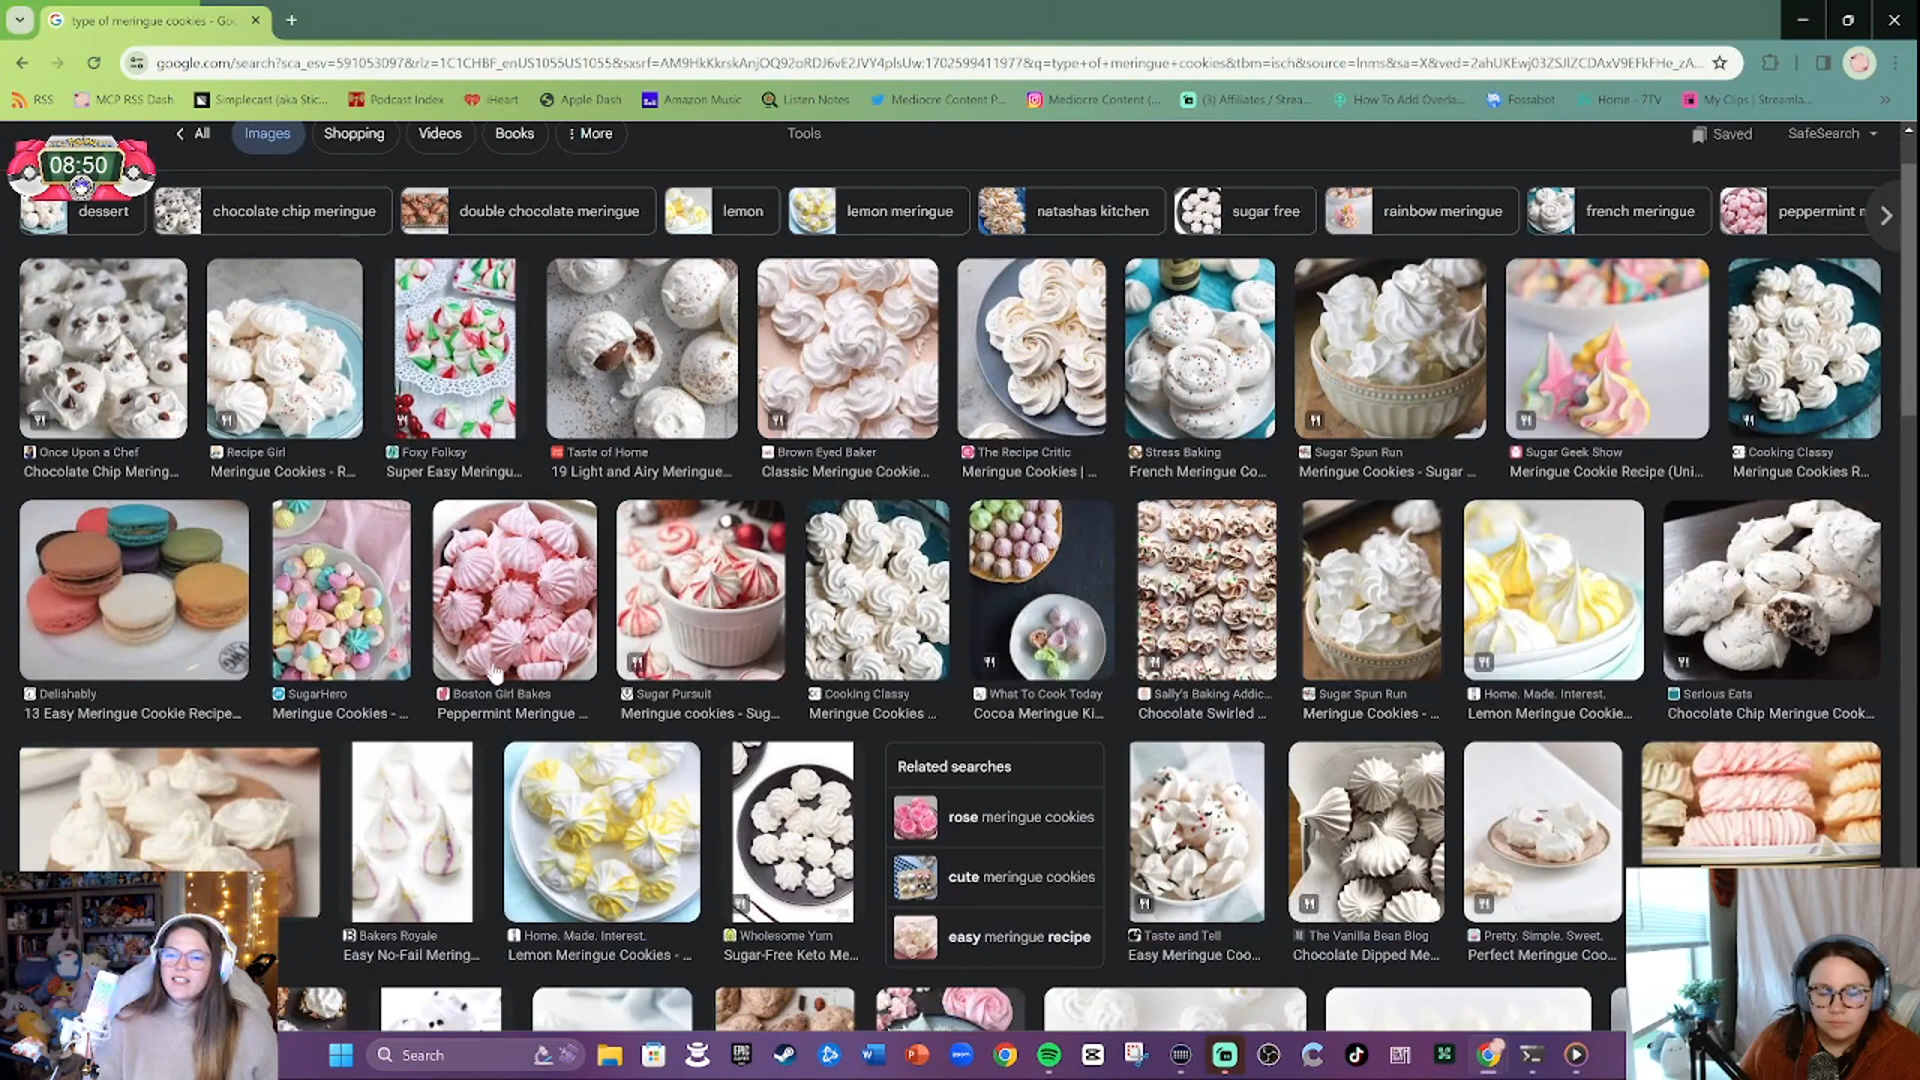 type of meringue cookies - Goo
google.com/search?sca_esv=591053097&rlz=1C1CHBF_enUS1055US1055&sxsrf=AM9HkKkrskAnjOQ92oRDJ6vE2JVY4plsUw:1702599411977&q=type+of+meringue+cookies&tbm=isch&source=lnms&sa=X&ved=2ahUKEwj03ZSJlZCDAxV9EFkFHe_zA...
RSS
MCP RSS Dash
Simplecast (aka Stic...
Podcast Index
iHeart
Apple Dash
Amazon Music
Listen Notes
Mediocre Content P...
Mediocre Content (...
(3) Affiliates / Strea...
How To Add Overla...
Fossabot
Home - 7TV
My Clips | Streamla...
All
Images
Shopping
Videos
Books
More
Tools
Saved
SafeSearch
08:50
dessert
chocolate chip meringue
double chocolate meringue
lemon
lemon meringue
natashas kitchen
sugar free
rainbow meringue
french meringue
peppermint m
Once Upon a Chef
Chocolate Chip Mering...
Recipe Girl
Meringue Cookies - R...
Foxy Folksy
Super Easy Meringu...
Taste of Home
19 Light and Airy Meringue...
Brown Eyed Baker
Classic Meringue Cookie...
The Recipe Critic
Meringue Cookies | ...
Stress Baking
French Meringue Co...
Sugar Spun Run
Meringue Cookies - Sugar ...
Sugar Geek Show
Meringue Cookie Recipe (Uni...
Cooking Classy
Meringue Cookies R...
Delishably
13 Easy Meringue Cookie Recipe...
SugarHero
Meringue Cookies - ...
Boston Girl Bakes
Peppermint Meringue ...
Sugar Pursuit
Meringue cookies - Sug...
Cooking Classy
Meringue Cookies ...
What To Cook Today
Cocoa Meringue Ki...
Sally's Baking Addic...
Chocolate Swirled ...
Sugar Spun Run
Meringue Cookies - ...
Home. Made. Interest.
Lemon Meringue Cookie...
Serious Eats
Chocolate Chip Meringue Cook...
Bakers Royale
Easy No-Fail Mering...
Home. Made. Interest.
Lemon Meringue Cookies - ...
Wholesome Yum
Sugar-Free Keto Me...
Related searches
rose meringue cookies
cute meringue cookies
easy meringue recipe
Taste and Tell
Easy Meringue Coo...
The Vanilla Bean Blog
Chocolate Dipped Me...
Pretty. Simple. Sweet.
Perfect Meringue Coo...
Search